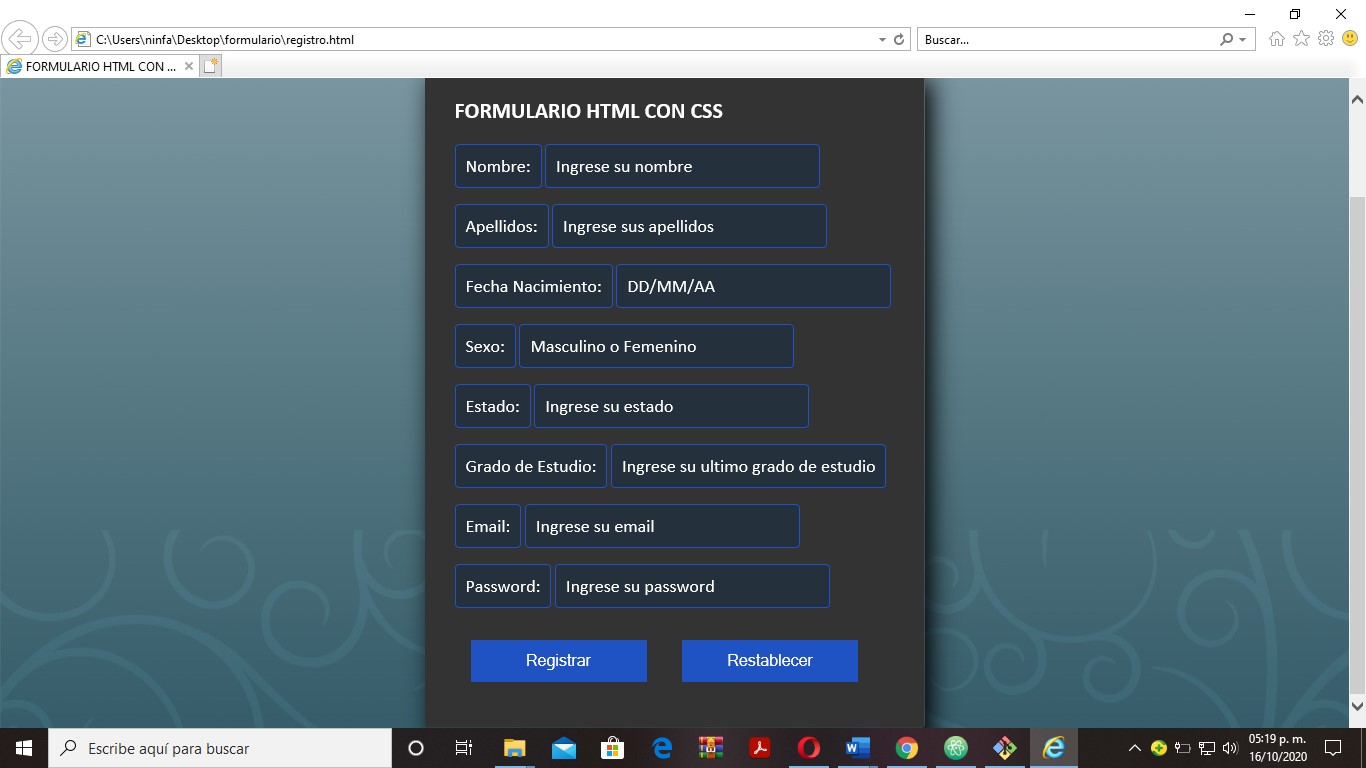 C:\Users\ninfa\Desktop\formulario\registro.html
Buscar...
FORMULARIO HTML CON ...
FORMULARIO HTML CON CSS
Nombre: Ingrese su nombre
Apellidos: Ingrese sus apellidos
Fecha Nacimiento: DD/MM/AA
Sexo: Masculino o Femenino
Estado: Ingrese su estado
Grado de Estudio: Ingrese su ultimo grado de estudio
Email: Ingrese su email
Password: Ingrese su password
Registrar Restablecer
Escribe aquí para buscar
05:19 p. m.
16/10/2020